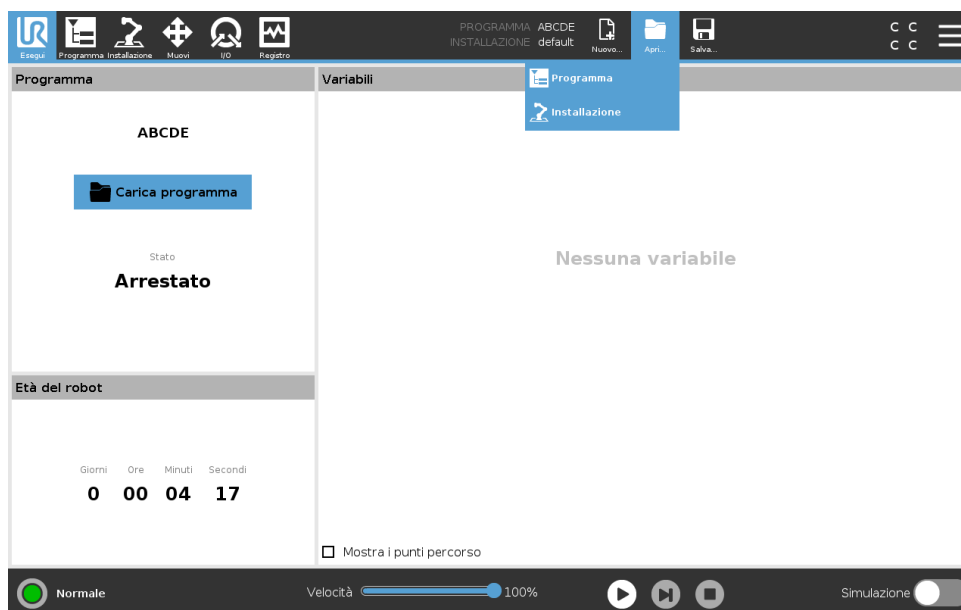 UR
PROGRAMMA ABCDE
INSTALLAZIONE default
Esegui Programma Installazione Muovi I/O Registro
Nuovo... Apri... Salva...
C C
C C
Programma
Installazione
Programma
Variabili
ABCDE
Carica programma
Stato
Arrestato
Nessuna variabile
Età del robot
Giorni Ore Minuti Secondi
0 00 04 17
Mostra i punti percorso
Normale
Velocità 100%
Simulazione